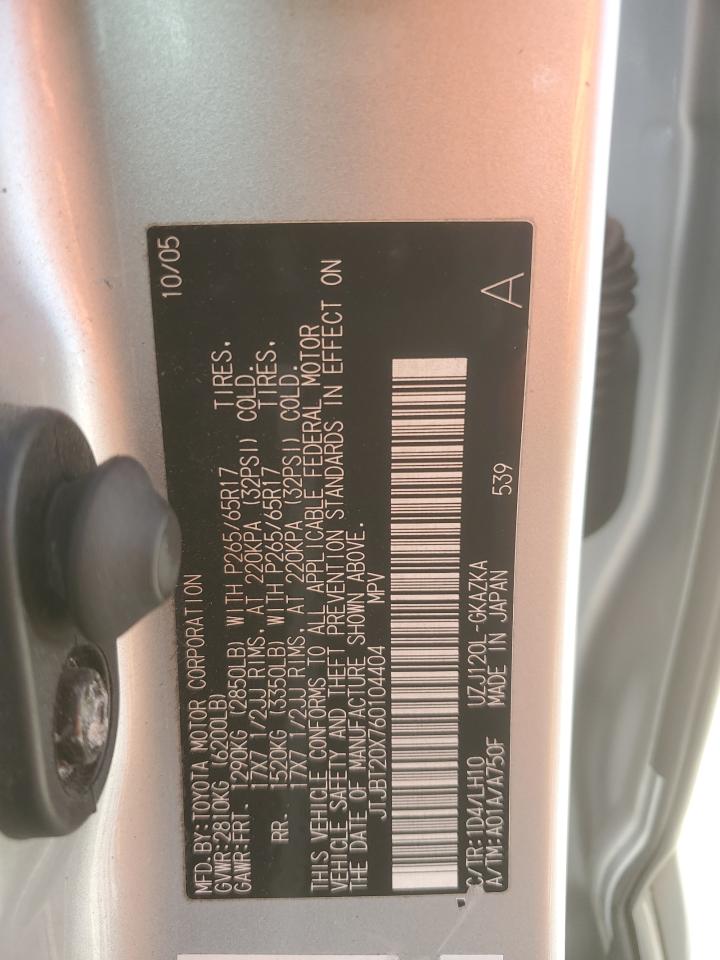 MFD. BY: TOYOTA MOTOR CORPORATION 10/05
GVWR: 2810KG (6200LB)
GAWR: FRT. 1290KG (2850LB) WITH P265/65R17 TIRES,
17X7 1/2JJ RIMS, AT 220KPA (32PSI) COLD.
RR. 1520KG (3350LB) WITH P265/65R17 TIRES,
17X7 1/2JJ RIMS, AT 220KPA (32PSI) COLD.
THIS VEHICLE CONFORMS TO ALL APPLICABLE FEDERAL MOTOR
VEHICLE SAFETY AND THEFT PREVENTION STANDARDS IN EFFECT ON
THE DATE OF MANUFACTURE SHOWN ABOVE.
JTJBT20X760104404 MPV
C/TR: 1D4/LH10 UZJ120L-GKAZKA
A/TM: A01A/A750F MADE IN JAPAN 539 A